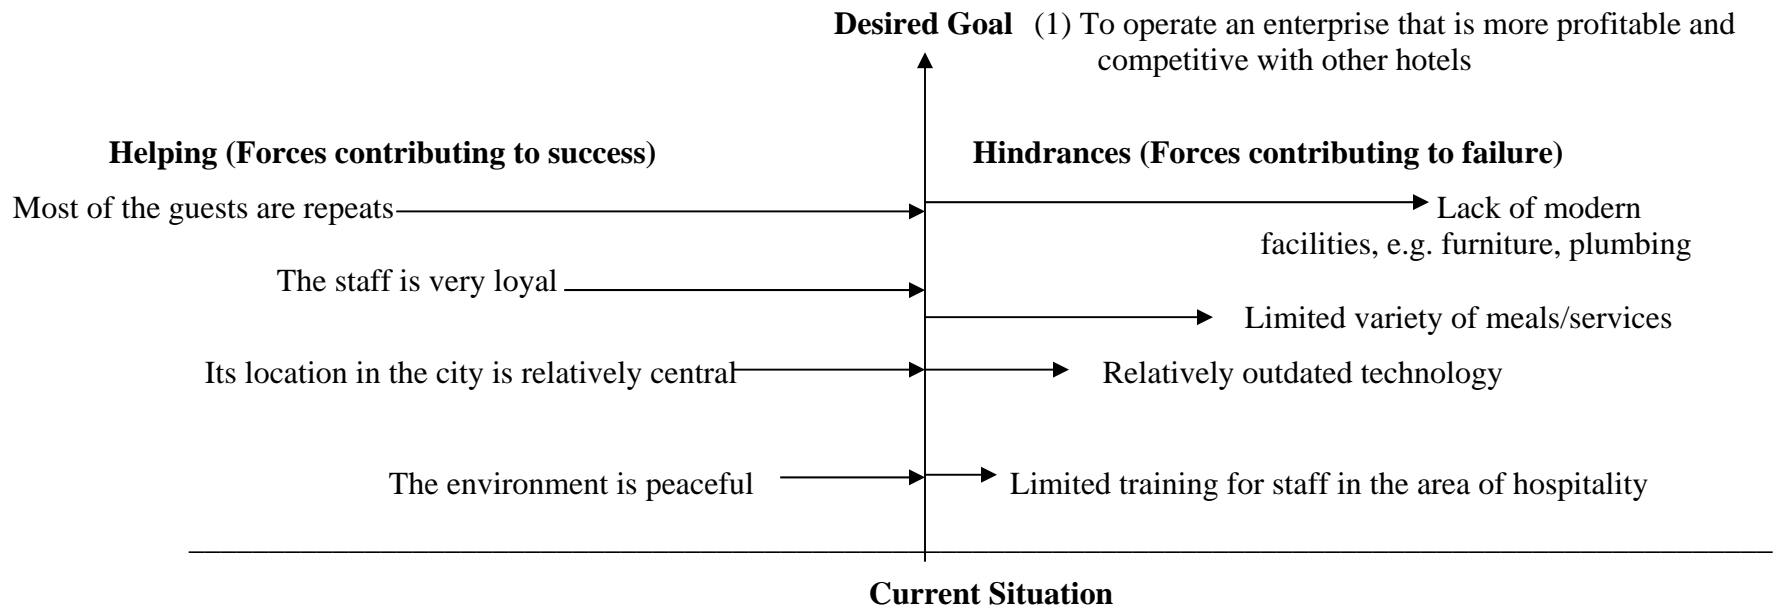 Desired Goal (1) To operate an enterprise that is more profitable and
competitive with other hotels
Helping (Forces contributing to success)
Hindrances (Forces contributing to failure)
Most of the guests are repeats
Lack of modern
facilities, e.g. furniture, plumbing
The staff is very loyal
Limited variety of meals/services
Its location in the city is relatively central
Relatively outdated technology
The environment is peaceful
Limited training for staff in the area of hospitality
Current Situation